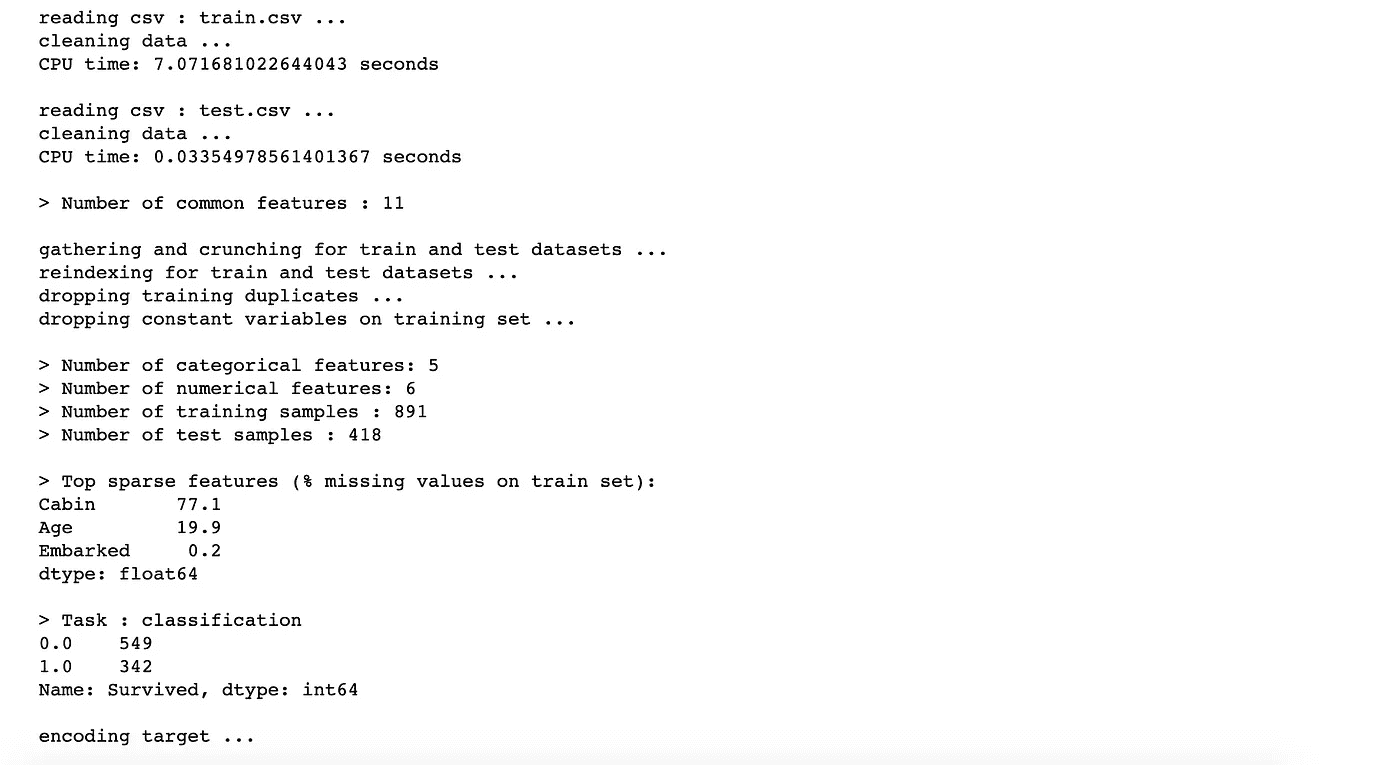 reading csv : train.csv ...
cleaning data ...
CPU time: 7.071681022644043 seconds
reading csv : test.csv ...
cleaning data ...
CPU time: 0.03354978561401367 seconds
> Number of common features : 11
gathering and crunching for train and test datasets ...
reindexing for train and test datasets ...
dropping training duplicates ...
dropping constant variables on training set ...
> Number of categorical features: 5
> Number of numerical features: 6
> Number of training samples : 891
> Number of test samples : 418
> Top sparse features (% missing values on train set):
Cabin       77.1
Age         19.9
Embarked     0.2
dtype: float64
> Task : classification
0.0    549
1.0    342
Name: Survived, dtype: int64
encoding target ...